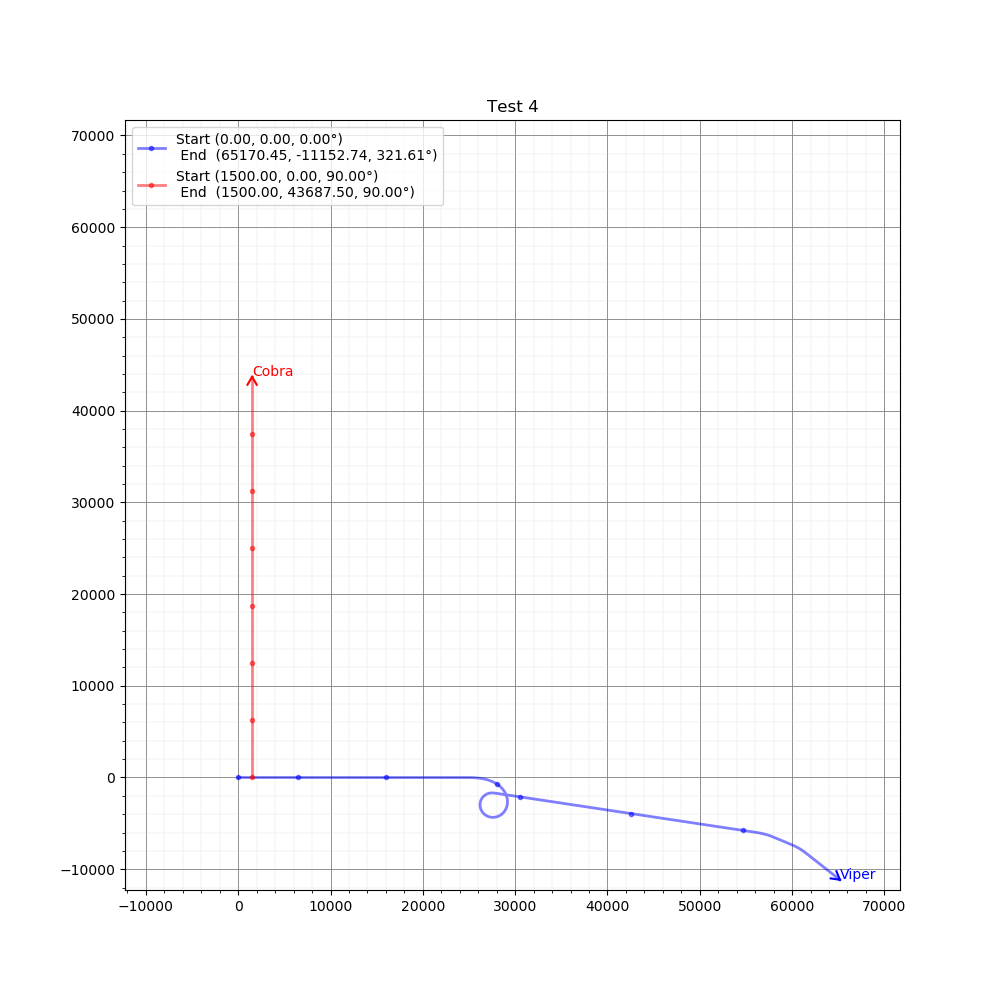 Test 4
Start (0.00, 0.00, 0.00°)
End  (65170.45, -11152.74, 321.61°)
Start (1500.00, 0.00, 90.00°)
End  (1500.00, 43687.50, 90.00°)
70000
60000
50000
40000
30000
20000
10000
0
−10000
Cobra
Viper
−10000 0 10000 20000 30000 40000 50000 60000 70000